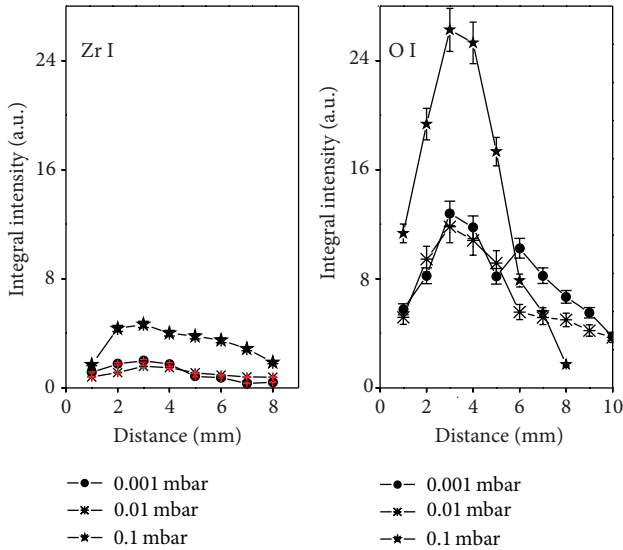 Zr I
Integral intensity (a.u.)
24
16
8
0
0 2 4 6 8
Distance (mm)
0.001 mbar
0.01 mbar
0.1 mbar
O I
Integral intensity (a.u.)
24
16
8
0
0 2 4 6 8 10
Distance (mm)
0.001 mbar
0.01 mbar
0.1 mbar